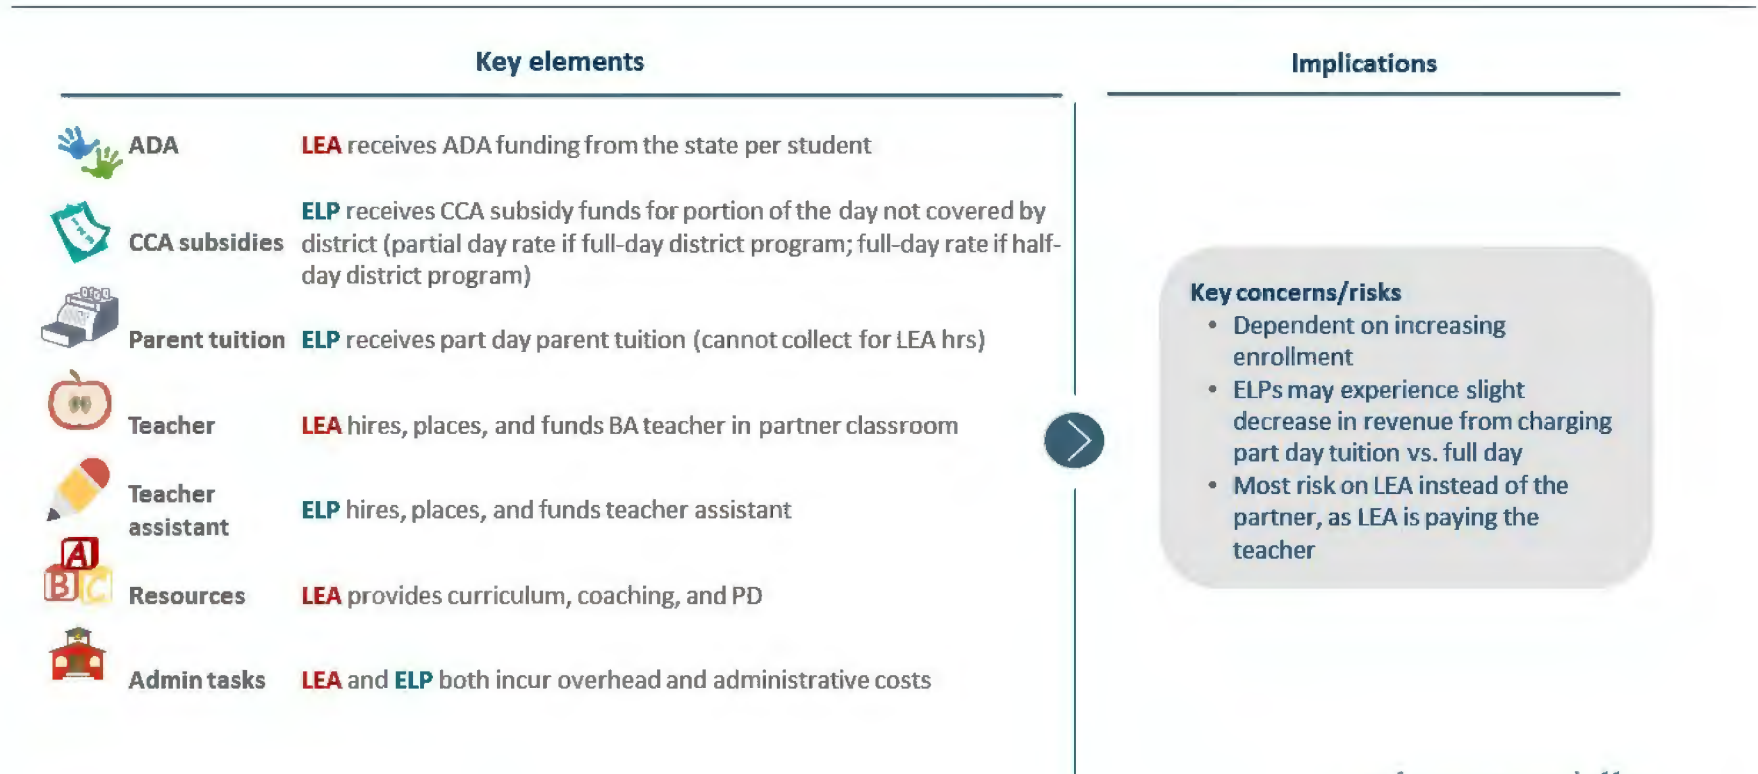 Key elements
Implications
ADA
LEA receives ADA funding from the state per student
CCA subsidies
ELP receives CCA subsidy funds for portion of the day not covered by
district (partial day rate if full-day district program; full-day rate if half-
day district program)
Parent tuition
ELP receives part day parent tuition (cannot collect for LEA hrs)
Teacher
LEA hires, places, and funds BA teacher in partner classroom
Teacher
assistant
ELP hires, places, and funds teacher assistant
A
B C
Resources
LEA provides curriculum, coaching, and PD
Admin tasks
LEA and ELP both incur overhead and administrative costs
Key concerns/risks
• Dependent on increasing
enrollment
• ELPs may experience slight
decrease in revenue from charging
part day tuition vs. full day
• Most risk on LEA instead of the
partner, as LEA is paying the
teacher